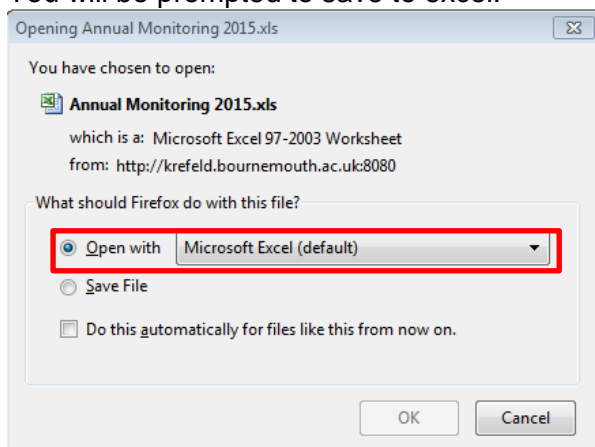 You will be prompted to save to excel.
Opening Annual Monitoring 2015.xls
You have chosen to open:
Annual Monitoring 2015.xls
which is a: Microsoft Excel 97-2003 Worksheet
from: http://krefeld.bournemouth.ac.uk:8080
What should Firefox do with this file?
Open with Microsoft Excel (default)
Save File
Do this automatically for files like this from now on.
OK Cancel